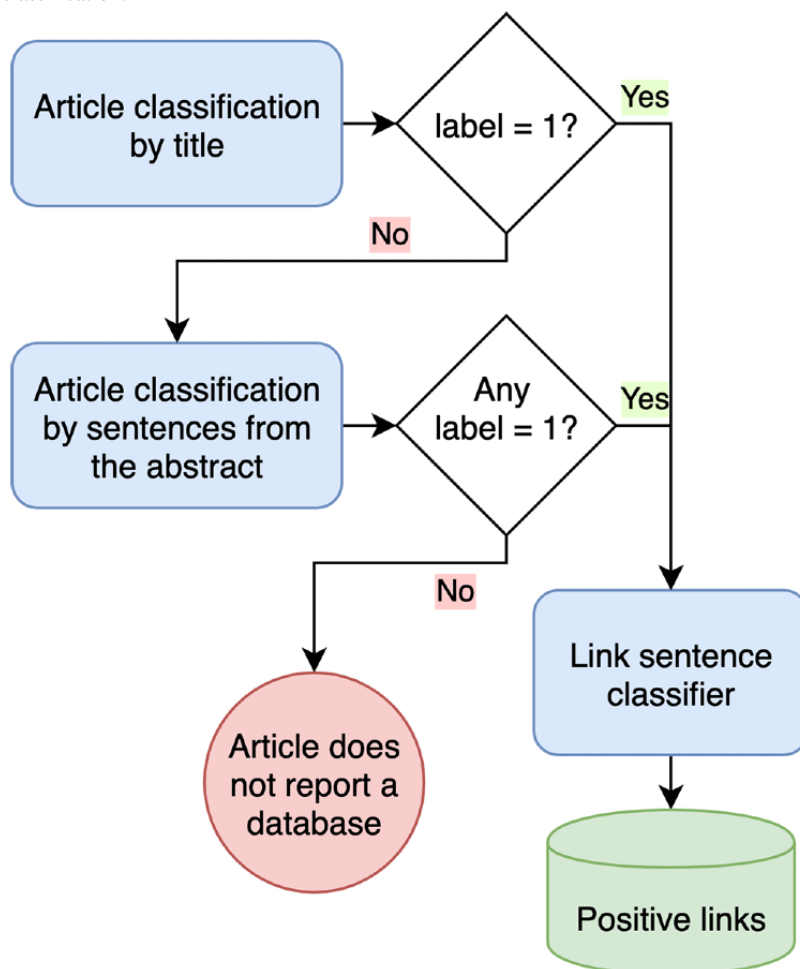 Article classification
by title
label = 1?
Yes
No
Article classification
by sentences from
the abstract
Any
label = 1?
Yes
No
Link sentence
classifier
Article does
not report a
database
Positive links